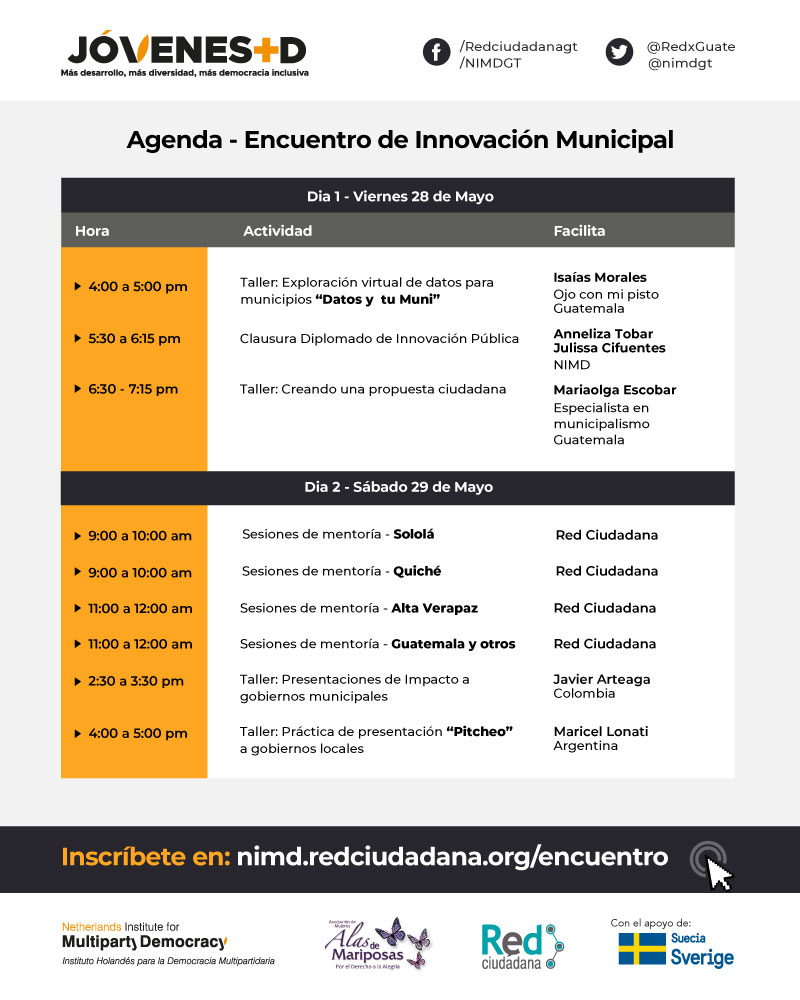 JÓVENES+D
Más desarrollo, más diversidad, más democracia inclusiva
/Redciudadanagt
/NIMDGT
@RedxGuate
@nimdgt
Agenda - Encuentro de Innovación Municipal
Dia 1 - Viernes 28 de Mayo
Hora Actividad Facilita
4:00 a 5:00 pm
Taller: Exploración virtual de datos para
municipios “Datos y tu Muni”
Isaías Morales
Ojo con mi pisto
Guatemala
5:30 a 6:15 pm
Clausura Diplomado de Innovación Pública
Anneliza Tobar
Julissa Cifuentes
NIMD
6:30 - 7:15 pm
Taller: Creando una propuesta ciudadana
Mariaolga Escobar
Especialista en
municipalismo
Guatemala
Dia 2 - Sábado 29 de Mayo
9:00 a 10:00 am Sesiones de mentoría - Sololá Red Ciudadana
9:00 a 10:00 am Sesiones de mentoría - Quiché Red Ciudadana
11:00 a 12:00 am Sesiones de mentoría - Alta Verapaz Red Ciudadana
11:00 a 12:00 am Sesiones de mentoría - Guatemala y otros Red Ciudadana
2:30 a 3:30 pm
Taller: Presentaciones de Impacto a
gobiernos municipales
Javier Arteaga
Colombia
4:00 a 5:00 pm
Taller: Práctica de presentación “Pitcheo”
a gobiernos locales
Maricel Lonati
Argentina
Inscríbete en: nimd.redciudadana.org/encuentro
Netherlands Institute for
Multiparty Democracy
Instituto Holandés para la Democracia Multipartidaria
Asociación de
Mujeres
Alas de
Mariposas
Por el Derecho a la Alegría
Red
ciudadana
Con el apoyo de:
Suecia
Sverige